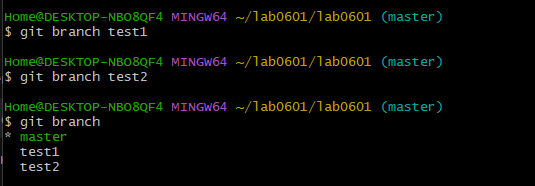 Home@DESKTOP-NBO8QF4 MINGW64 ~/lab0601/lab0601 (master)
$ git branch test1
Home@DESKTOP-NBO8QF4 MINGW64 ~/lab0601/lab0601 (master)
$ git branch test2
Home@DESKTOP-NBO8QF4 MINGW64 ~/lab0601/lab0601 (master)
$ git branch
* master
test1
test2